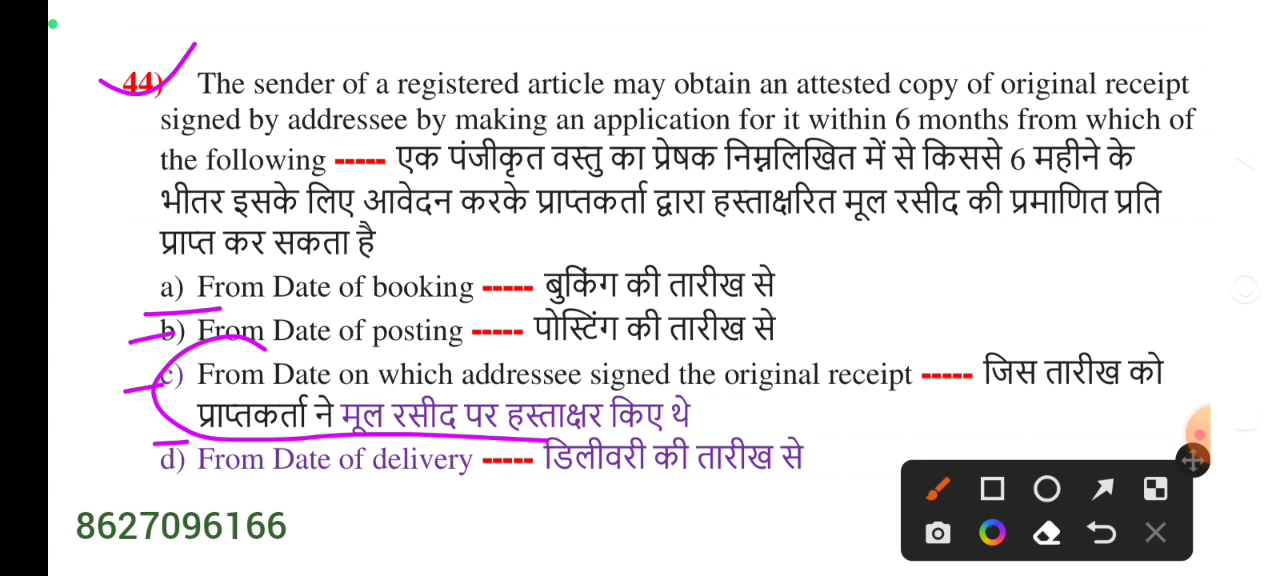 44) The sender of a registered article may obtain an attested copy of original receipt
signed by addressee by making an application for it within 6 months from which of
the following ----- एक पंजीकृत वस्तु का प्रेषक निम्नलिखित में से किससे 6 महीने के
भीतर इसके लिए आवेदन करके प्राप्तकर्ता द्वारा हस्ताक्षरित मूल रसीद की प्रमाणित प्रति
प्राप्त कर सकता है
a) From Date of booking ----- बुकिंग की तारीख से
b) From Date of posting ----- पोस्टिंग की तारीख से
c) From Date on which addressee signed the original receipt ----- जिस तारीख को
प्राप्तकर्ता ने मूल रसीद पर हस्ताक्षर किए थे
d) From Date of delivery ----- डिलीवरी की तारीख से
8627096166